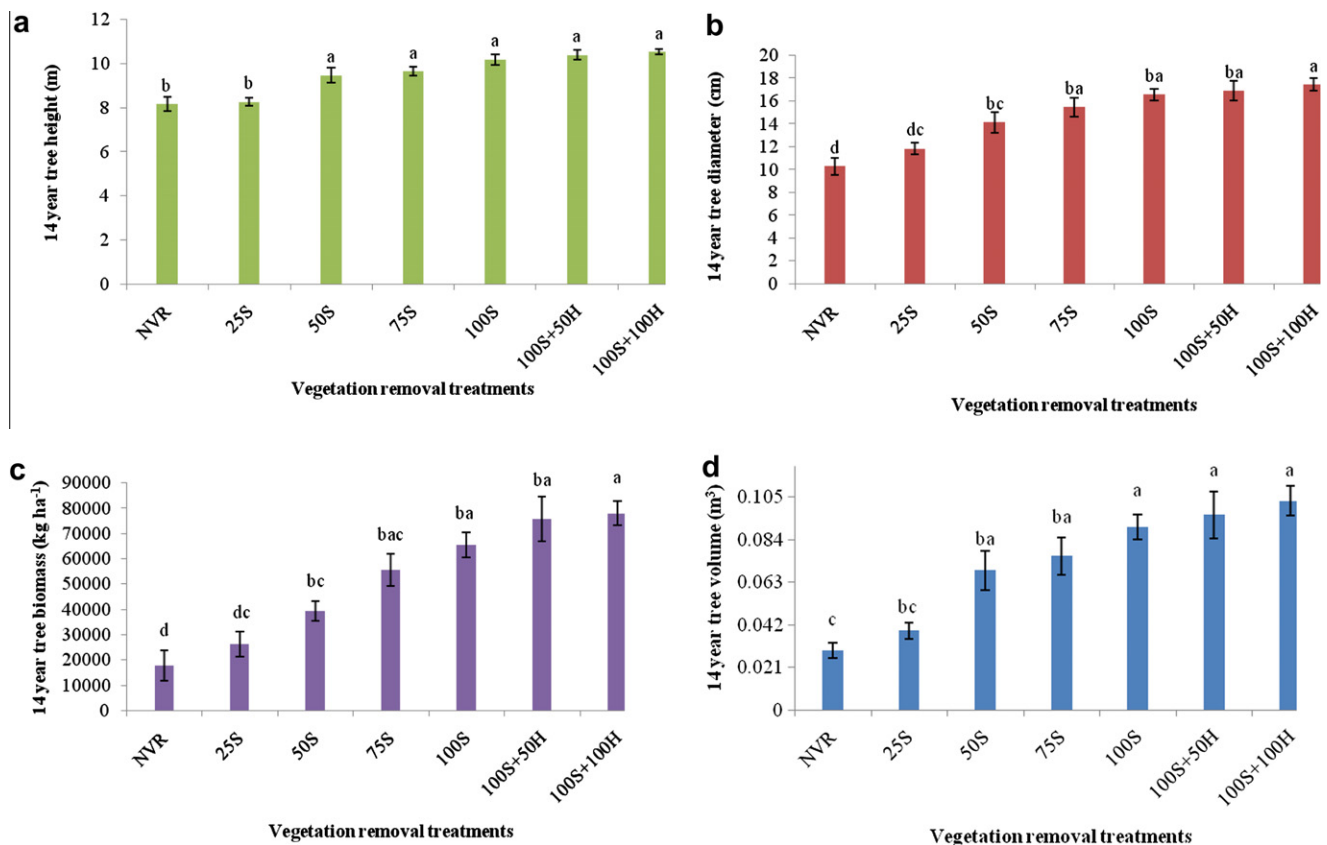 a
14 year tree height (m)
12
10
8
6
4
2
0
b b a a a a a
NVR 25S 50S 75S 100S 100S+50H 100S+100H
Vegetation removal treatments
b
14 year tree diameter (cm)
20
18
16
14
12
10
8
6
4
2
0
d dc bc ba ba ba a
NVR 25S 50S 75S 100S 100S+50H 100S+100H
Vegetation removal treatments
c
14 year tree biomass (kg ha⁻¹)
90000
80000
70000
60000
50000
40000
30000
20000
10000
0
d dc bc bac ba ba a
NVR 25S 50S 75S 100S 100S+50H 100S+100H
Vegetation removal treatments
d
14 year tree volume (m³)
0.105
0.084
0.063
0.042
0.021
0
c bc ba ba a a a
NVR 25S 50S 75S 100S 100S+50H 100S+100H
Vegetation removal treatments